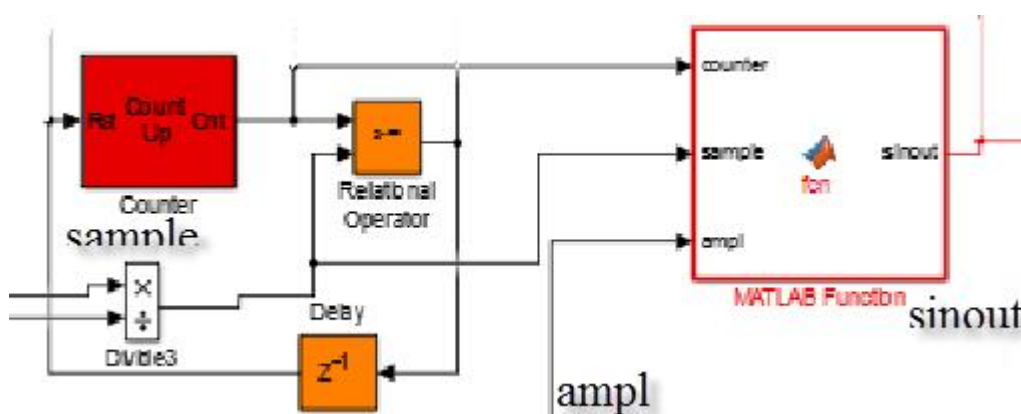 counter
Rst Count Up Cnt
sample
sinout
fcn
Relational
Operator
Counter
sample
ampl
Delay
MATLAB Function
sinout
Divide3
Z-1
ampl